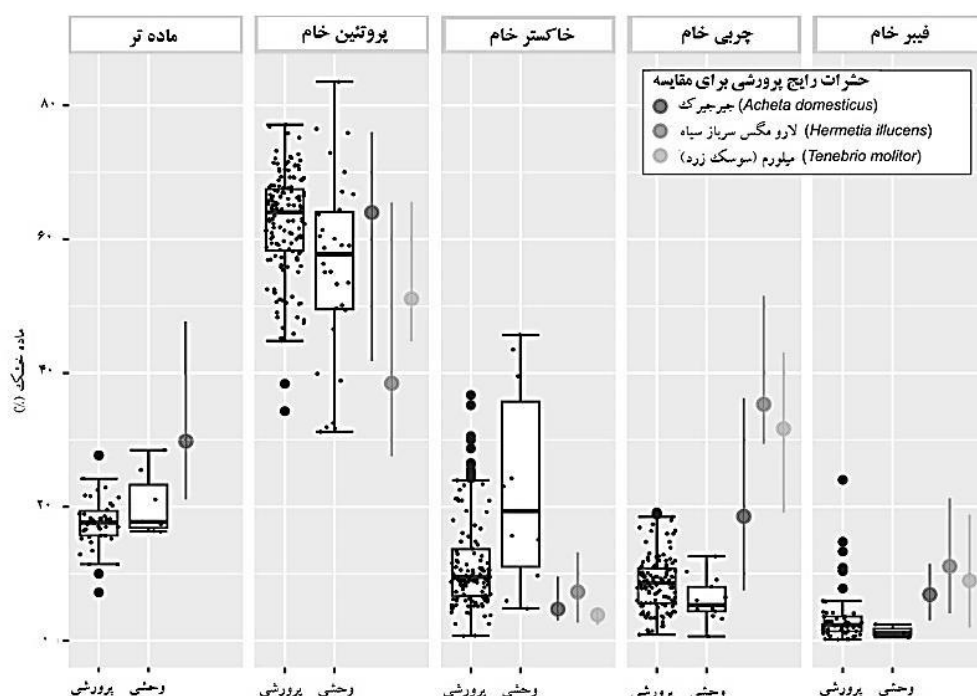 ماده تر
پروتئین خام
خاکستر خام
چربی خام
فیبر خام
حشرات رایج پرورشی برای مقایسه
جیرجیرک (Acheta domesticus)
لارو مگس سرباز سیاه (Hermetia illucens)
میلورم (سوسک زرد) (Tenebrio molitor)
ماده خشک (٪)
۸۰
۶۰
۴۰
۲۰
۰
پرورشی وحشی
پرورشی وحشی
پرورشی وحشی
پرورشی وحشی
پرورشی وحشی